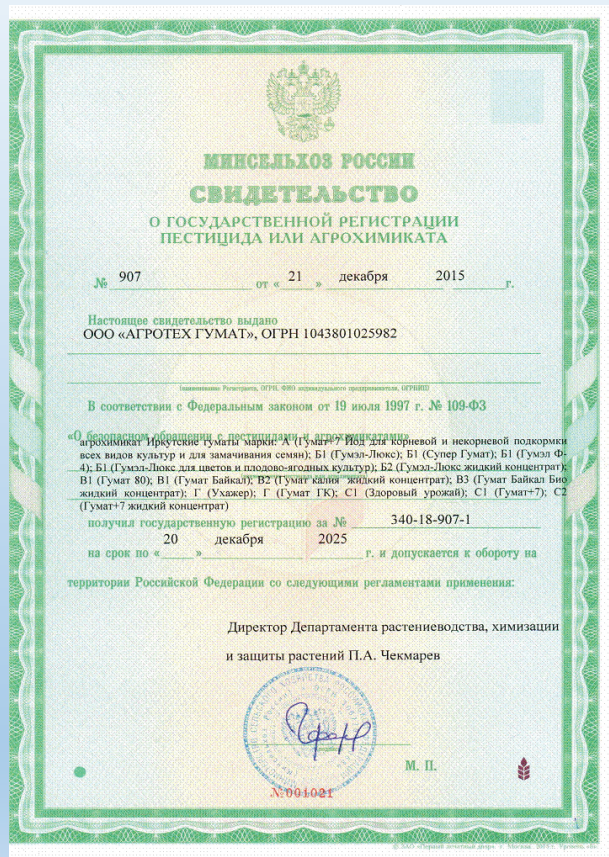 МИНСЕЛЬХОЗ РОССИИ
СВИДЕТЕЛЬСТВО
О ГОСУДАРСТВЕННОЙ РЕГИСТРАЦИИ
ПЕСТИЦИДА ИЛИ АГРОХИМИКАТА
№ 907 от « 21 » декабря 2015 г.
Настоящее свидетельство выдано
ООО «АГРОТЕХ ГУМАТ», ОГРН 1043801025982
(наименование Регистранта, ОГРН, ФИО индивидуального предпринимателя, ОГРНИП)
В соответствии с Федеральным законом от 19 июля 1997 г. № 109-ФЗ
«О безопасном обращении с пестицидами и агрохимикатами»
агрохимикат Иркутские гуматы марки: А (Гумат+7 Йод для корневой и некорневой подкормки
всех видов культур и для замачивания семян); Б1 (Гумэл-Люкс); Б1 (Супер Гумат); Б1 (Гумэл Ф-
4); Б1 (Гумэл-Люкс для цветов и плодово-ягодных культур); Б2 (Гумэл-Люкс жидкий концентрат);
В1 (Гумат 80); В1 (Гумат Байкал); В2 (Гумат калия жидкий концентрат); В3 (Гумат Байкал Био
жидкий концентрат); Г (Ухажер); Г (Гумат ГК); С1 (Здоровый урожай); С1 (Гумат+7); С2
(Гумат+7 жидкий концентрат)
получил государственную регистрацию за № 340-18-907-1
на срок по « 20 » декабря 2025 г. и допускается к обороту на
территории Российской Федерации со следующими регламентами применения:
Директор Департамента растениеводства, химизации
и защиты растений П.А. Чекмарев
М. П.
№001021